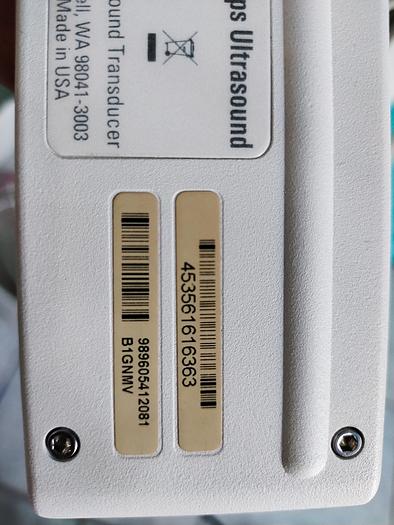 ps Ultrasound
ound Transducer
ell, WA 98041-3003
Made in USA
453561616363
989605412081
B1GNMV